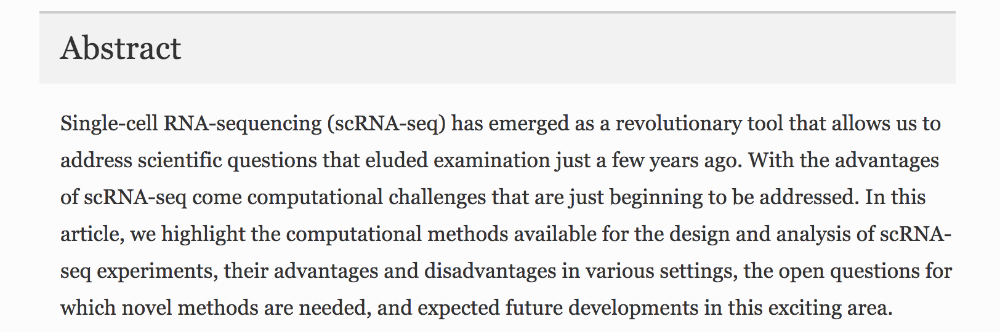 Abstract
Single-cell RNA-sequencing (scRNA-seq) has emerged as a revolutionary tool that allows us to
address scientific questions that eluded examination just a few years ago. With the advantages
of scRNA-seq come computational challenges that are just beginning to be addressed. In this
article, we highlight the computational methods available for the design and analysis of scRNA-
seq experiments, their advantages and disadvantages in various settings, the open questions for
which novel methods are needed, and expected future developments in this exciting area.